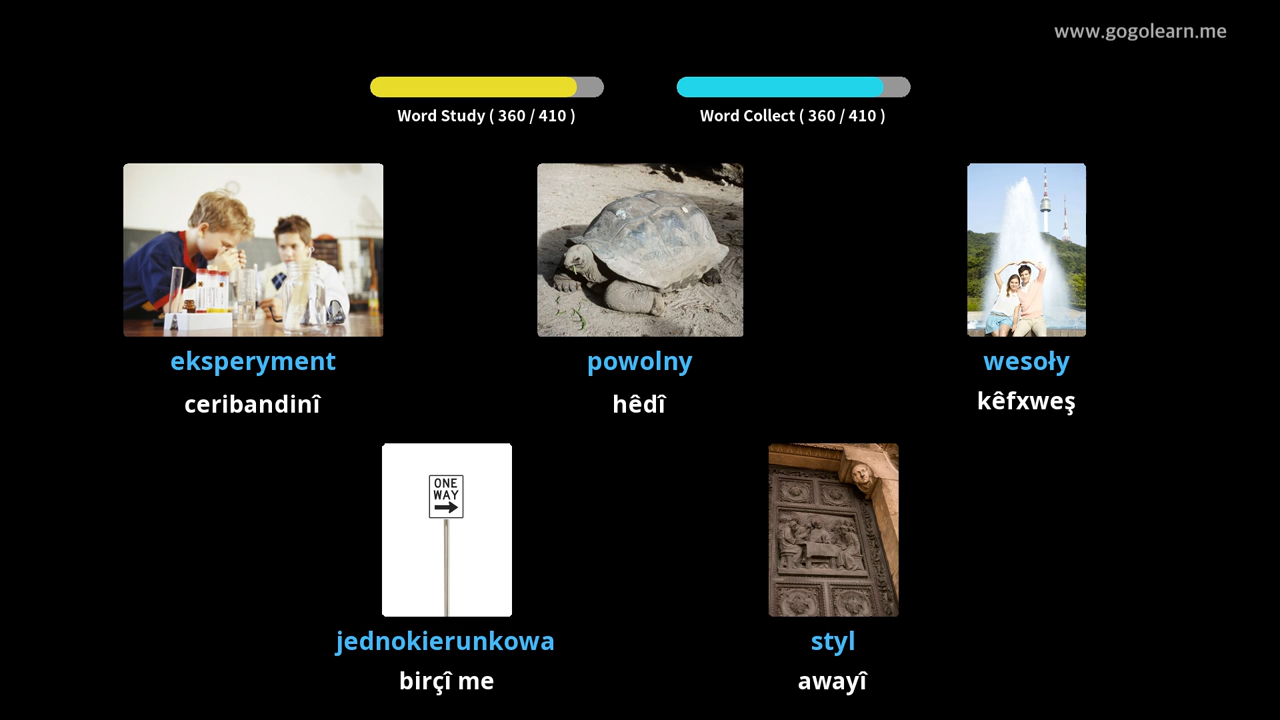 www.gogolearn.me
Word Study ( 360 / 410 )
Word Collect ( 360 / 410 )
eksperyment
ceribandinî
powolny
hêdî
wesoły
kêfxweş
ONE
WAY
jednokierunkowa
birçî me
styl
awayî